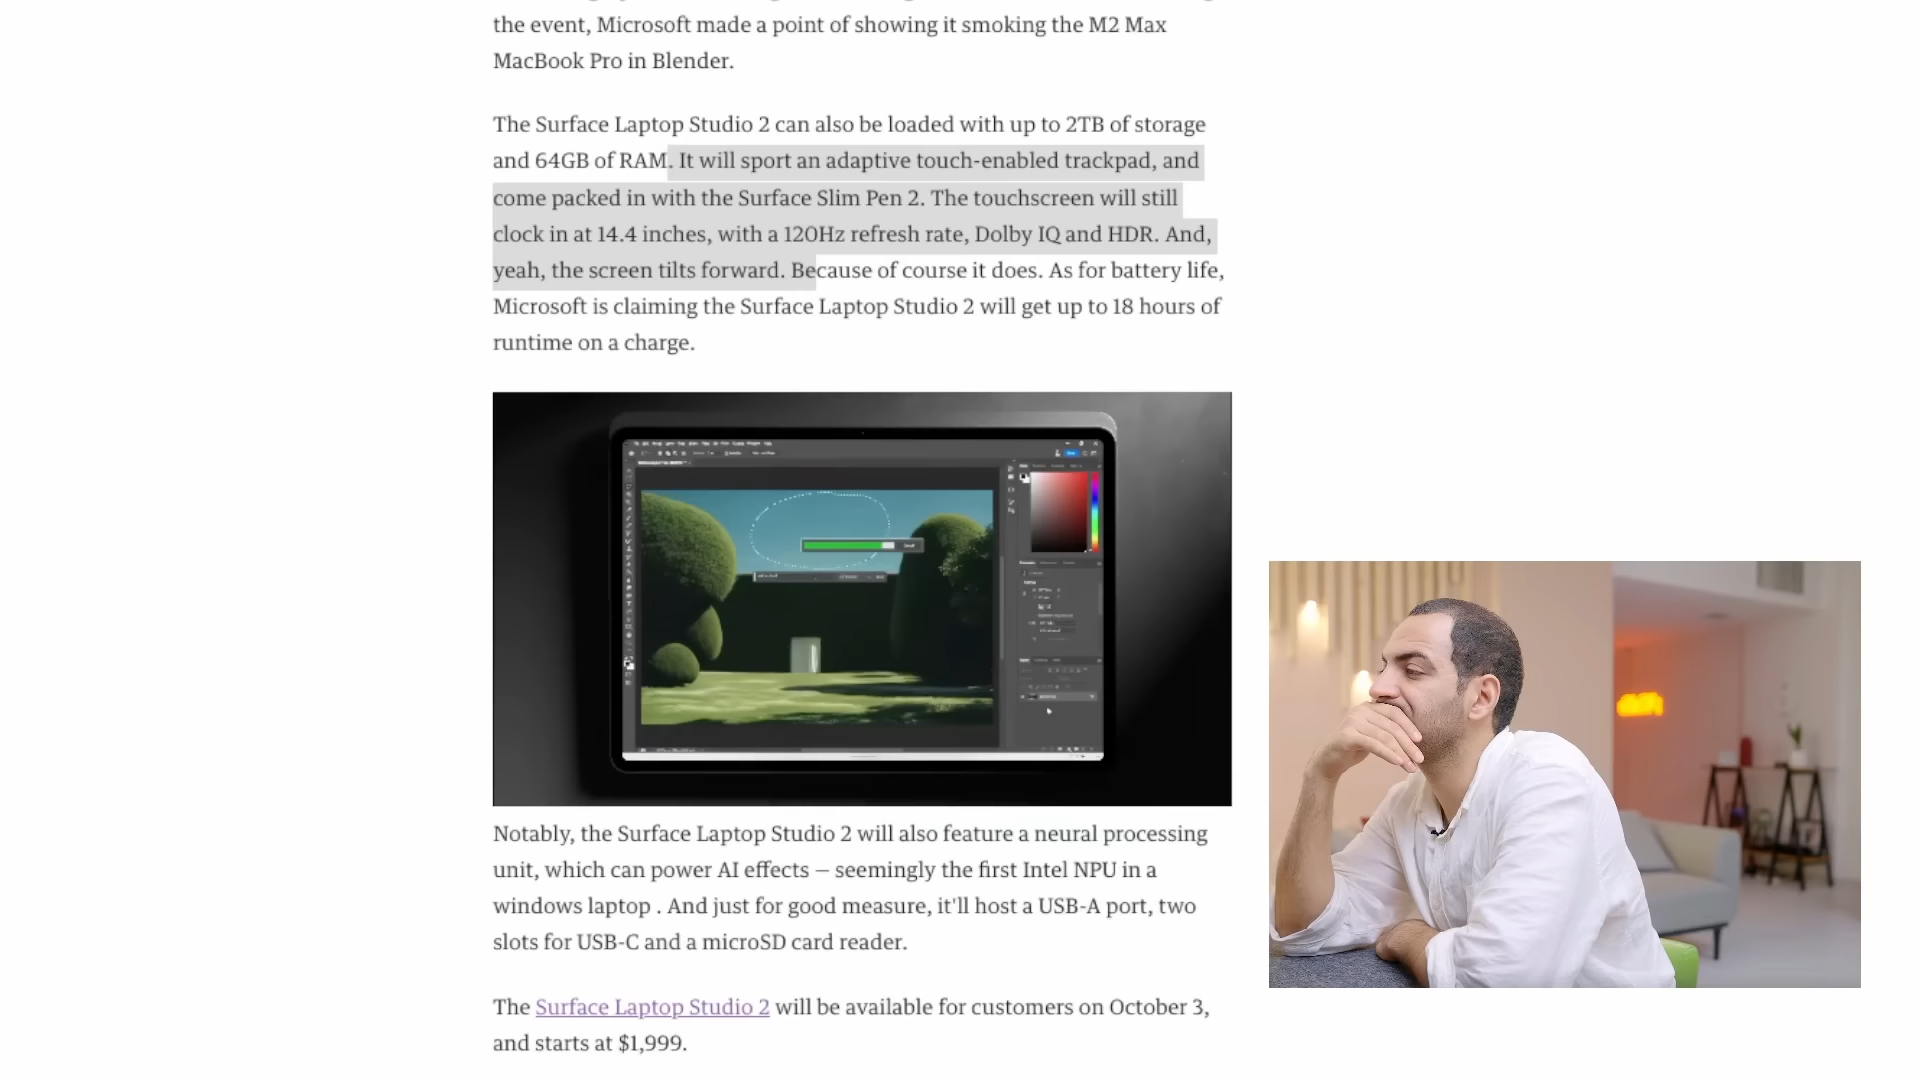 the event, Microsoft made a point of showing it smoking the M2 Max
MacBook Pro in Blender.
The Surface Laptop Studio 2 can also be loaded with up to 2TB of storage
and 64GB of RAM. It will sport an adaptive touch-enabled trackpad, and
come packed in with the Surface Slim Pen 2. The touchscreen will still
clock in at 14.4 inches, with a 120Hz refresh rate, Dolby IQ and HDR. And,
yeah, the screen tilts forward. Because of course it does. As for battery life,
Microsoft is claiming the Surface Laptop Studio 2 will get up to 18 hours of
runtime on a charge.
Notably, the Surface Laptop Studio 2 will also feature a neural processing
unit, which can power AI effects — seemingly the first Intel NPU in a
windows laptop . And just for good measure, it'll host a USB-A port, two
slots for USB-C and a microSD card reader.
The Surface Laptop Studio 2 will be available for customers on October 3,
and starts at $1,999.